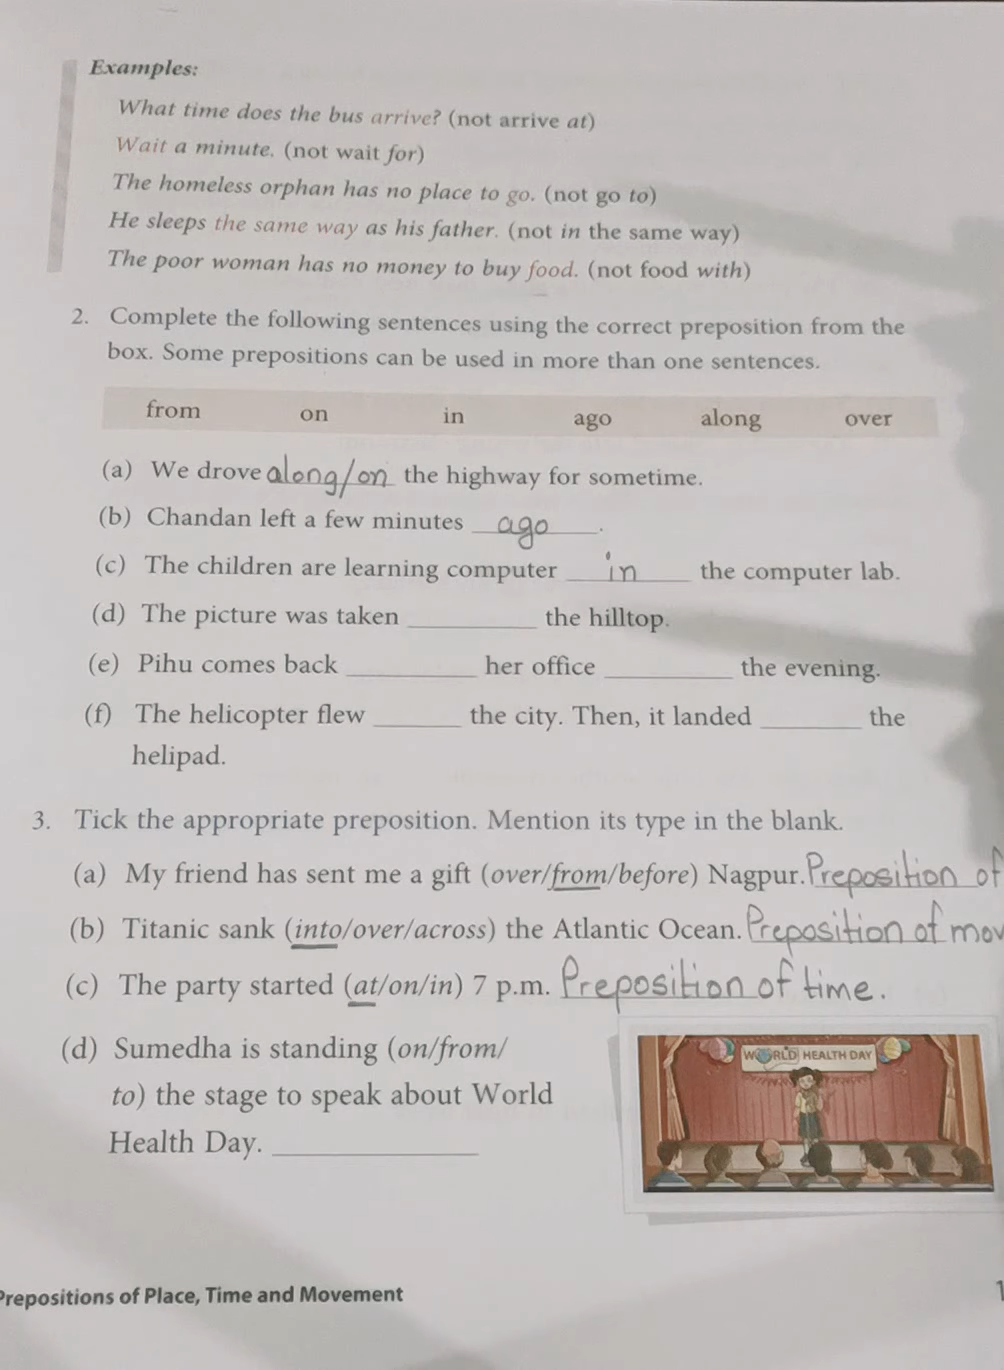 Examples:
What time does the bus arrive? (not arrive at)
Wait a minute. (not wait for)
The homeless orphan has no place to go. (not go to)
He sleeps the same way as his father. (not in the same way)
The poor woman has no money to buy food. (not food with)
2. Complete the following sentences using the correct preposition from the
box. Some prepositions can be used in more than one sentences.
from on in ago along over
(a) We drove along/on the highway for sometime.
(b) Chandan left a few minutes ago.
(c) The children are learning computer in the computer lab.
(d) The picture was taken ____ the hilltop.
(e) Pihu comes back ____ her office ____ the evening.
(f) The helicopter flew ____ the city. Then, it landed ____ the
helipad.
3. Tick the appropriate preposition. Mention its type in the blank.
(a) My friend has sent me a gift (over/from/before) Nagpur. Preposition of
(b) Titanic sank (into/over/across) the Atlantic Ocean. Preposition of mov
(c) The party started (at/on/in) 7 p.m. Preposition of time.
(d) Sumedha is standing (on/from/
to) the stage to speak about World
Health Day. ____
WORLD HEALTH DAY
Prepositions of Place, Time and Movement